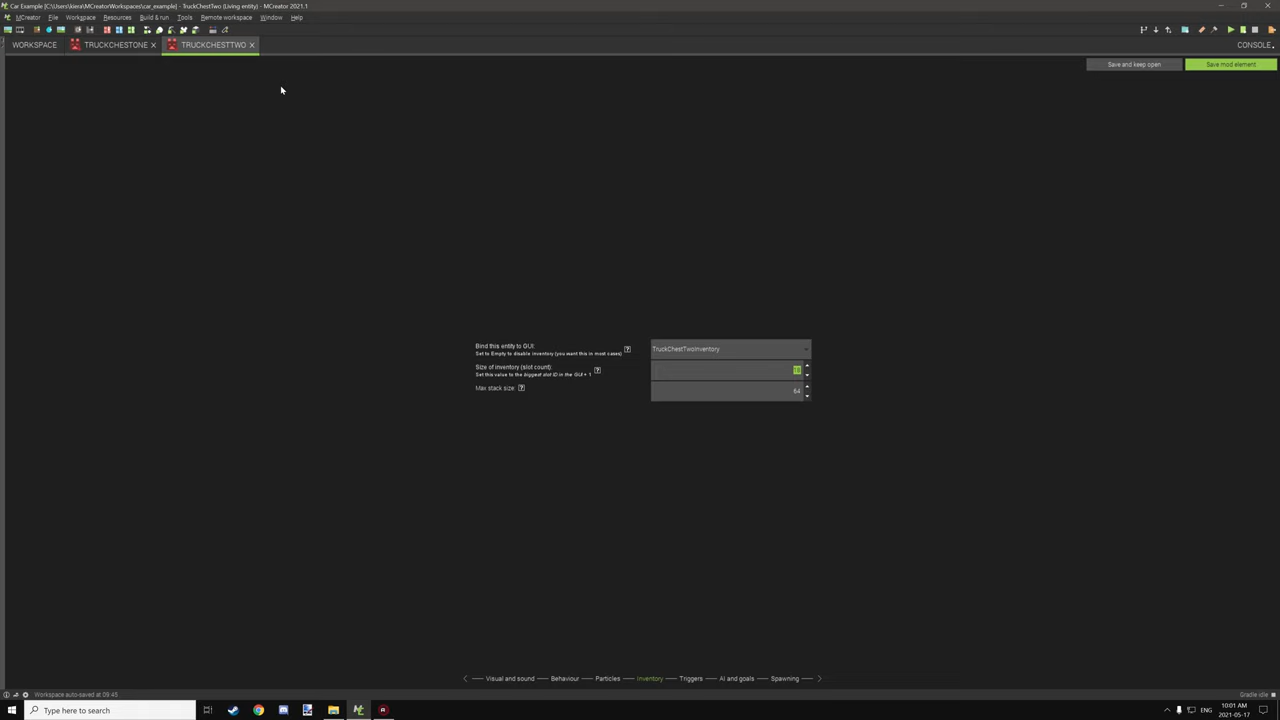 Car Example [C:\Users\kiera\MCreatorWorkspaces\car_example] - TruckChestTwo (Living entity) - MCreator 2021.1
MCreator File Workspace Resources Build & run Tools Remote workspace Window Help
WORKSPACE TRUCKCHESTONE TRUCKCHESTTWO CONSOLE
Save and keep open Save mod element
Bind this entity to GUI:
Set to Empty to disable inventory (you want this in most cases)
TruckChestTwoInventory
Size of inventory (slot count):
Set this value to the biggest slot ID in the GUI + 1
Max stack size:
64
Visual and sound Behaviour Particles Inventory Triggers AI and goals Spawning
Workspace auto-saved at 09:45
Gradle idle
Type here to search
ENG
10:01 AM
2021-05-17